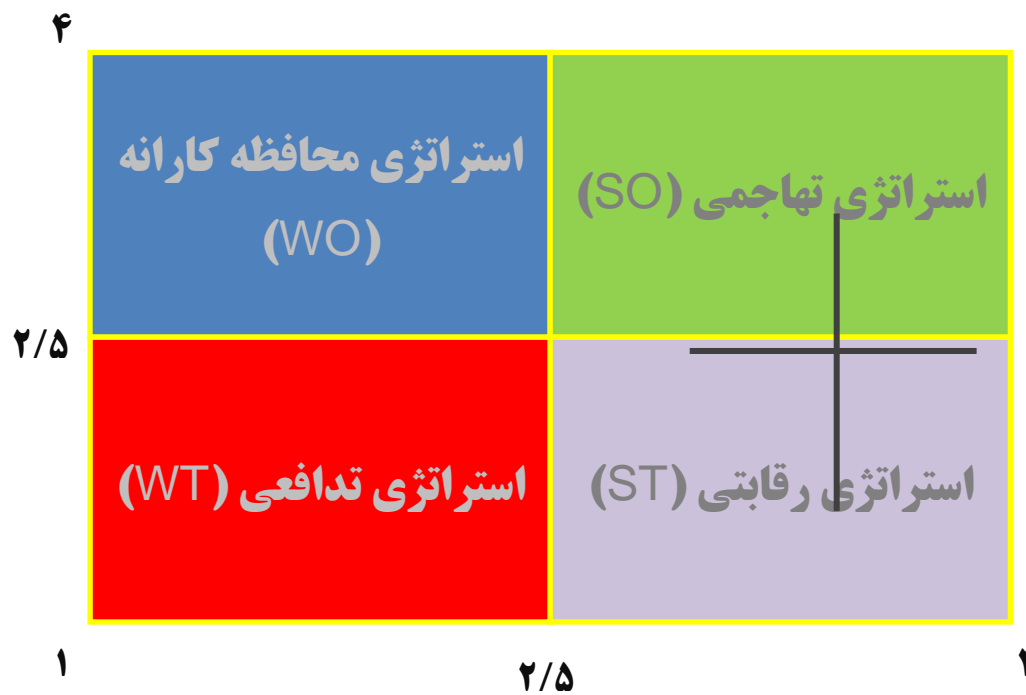 ۴
استراتژی محافظه کارانه
(WO)
استراتژی تهاجمی (SO)
۲/۵
استراتژی تدافعی (WT)
استراتژی رقابتی (ST)
۱
۲/۵